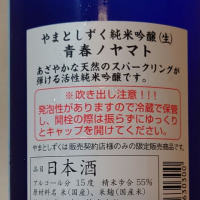 やまとしずく純米吟醸(生)
青春ノヤマト
あざやかな天然のスパークリングが
弾ける活性純米吟醸です。
※吹き出し注意!
発泡性がありますので冷蔵で保管
し、開栓の際は振らずにゆっくり
とキャップを開けて下さい。
やまとしずくは販売契約店様のみの限定販売商品です。
品目 日本酒
アルコール分 15度 精米歩合 55%
原材料名 米(国産)、米麹(国産米)